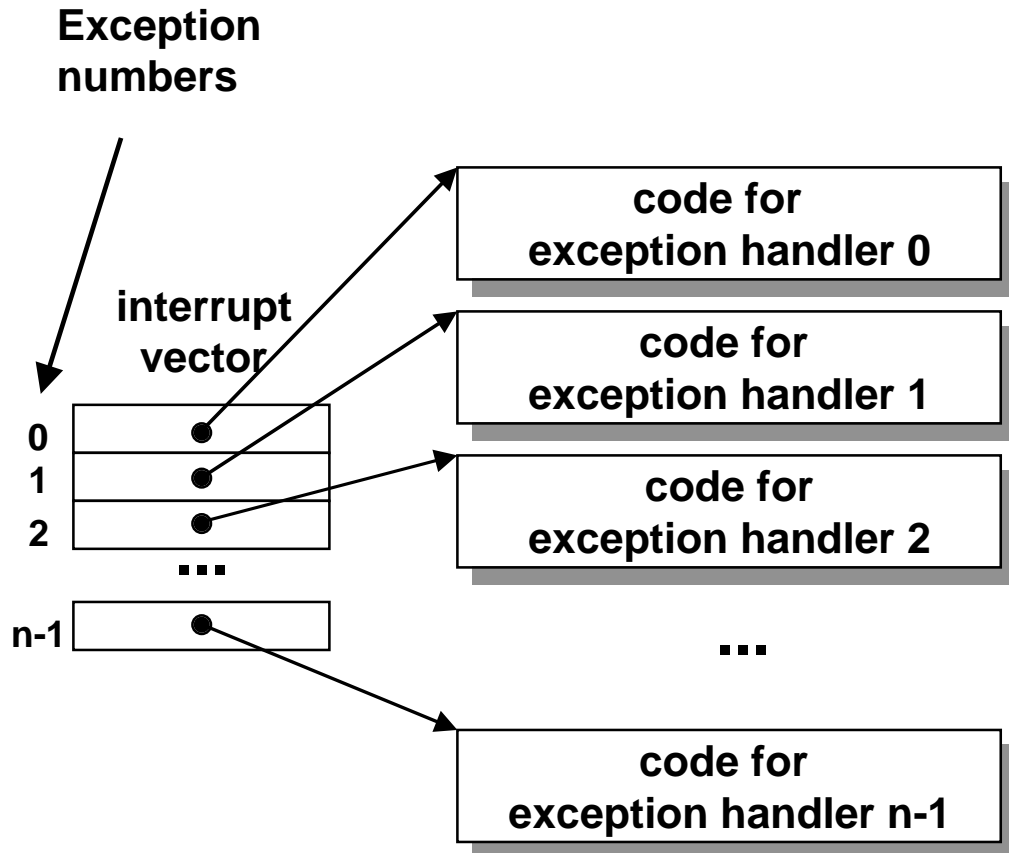 Exception
numbers
code for
exception handler 0
interrupt
vector
code for
exception handler 1
0
1
2
code for
exception handler 2
...
n-1
...
code for
exception handler n-1